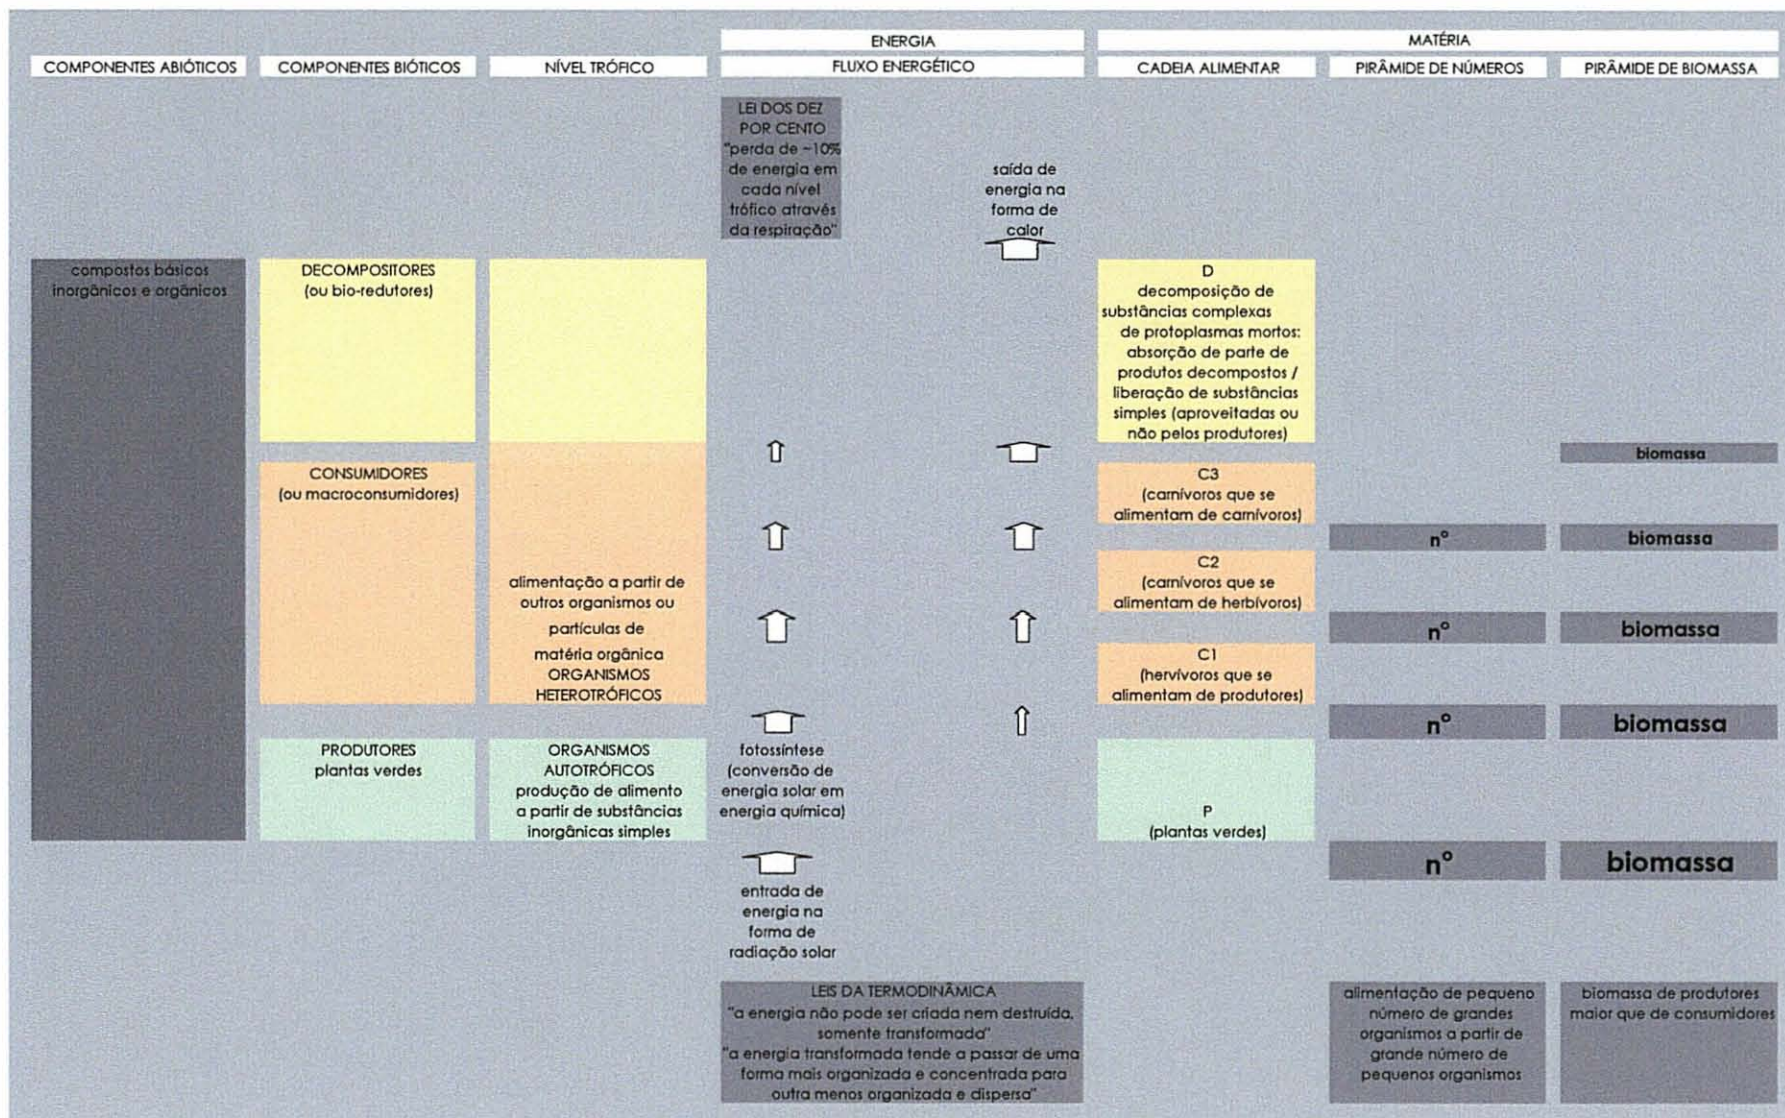 ENERGIA
MATÉRIA
COMPONENTES ABIÓTICOS
COMPONENTES BIÓTICOS
NÍVEL TRÓFICO
FLUXO ENERGÉTICO
CADEIA ALIMENTAR
PIRÂMIDE DE NÚMEROS
PIRÂMIDE DE BIOMASSA
LEI DOS DEZ
POR CENTO
"perda de ~10%
de energia em
cada nível
trófico através
da respiração"
saída de
energia na
forma de
calor
compostos básicos
inorgânicos e orgânicos
DECOMPOSITORES
(ou bio-redutores)
D
decomposição de
substâncias complexas
de protoplasmas mortos:
absorção de parte de
produtos decompostos /
liberação de substâncias
simples (aproveitadas ou
não pelos produtores)
biomassa
CONSUMIDORES
(ou macroconsumidores)
C3
(carnívoros que se
alimentam de carnívoros)
nº
biomassa
alimentação a partir de
outros organismos ou
partículas de
matéria orgânica
ORGANISMOS
HETEROTRÓFICOS
C2
(carnívoros que se
alimentam de herbívoros)
nº
biomassa
C1
(hervívoros que se
alimentam de produtores)
nº
biomassa
PRODUTORES
plantas verdes
ORGANISMOS
AUTOTRÓFICOS
produção de alimento
a partir de substâncias
inorgânicas simples
fotossíntese
(conversão de
energia solar em
energia química)
P
(plantas verdes)
nº
biomassa
entrada de
energia na
forma de
radiação solar
LEIS DA TERMODINÂMICA
"a energia não pode ser criada nem destruída,
somente transformada"
"a energia transformada tende a passar de uma
forma mais organizada e concentrada para
outra menos organizada e dispersa"
alimentação de pequeno
número de grandes
organismos a partir de
grande número de
pequenos organismos
biomassa de produtores
maior que de consumidores